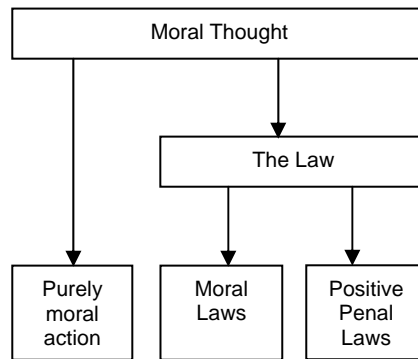 Moral Thought
The Law
Purely
moral
action
Moral
Laws
Positive
Penal
Laws